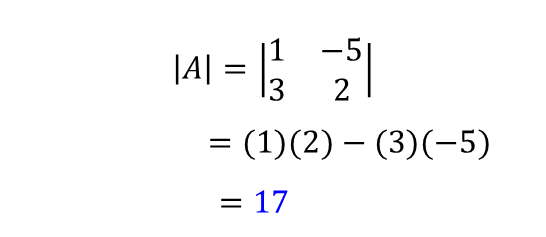 |A| = |1 −5|
|3 2|
= (1)(2) − (3)(−5)
= 17